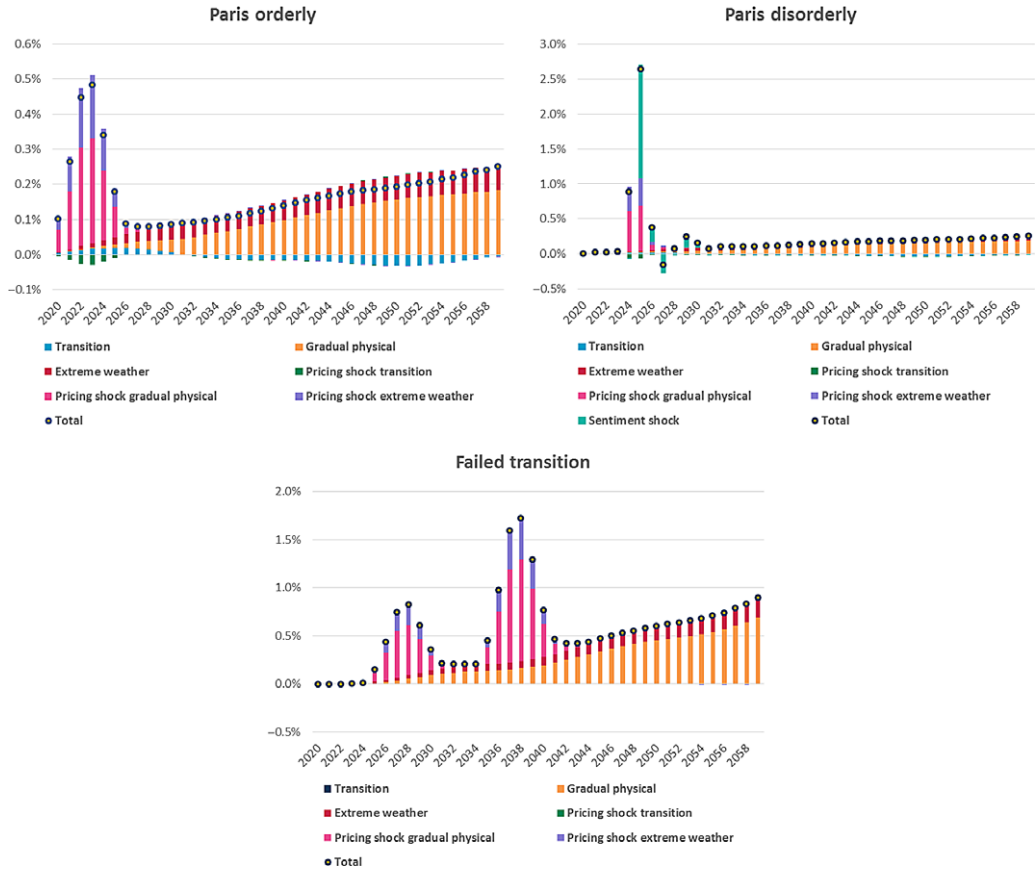 Paris orderly
0.6%
0.5%
0.4%
0.3%
0.2%
0.1%
0.0%
−0.1%
2020 2022 2023 2024 2026 2028 2030 2032 2034 2036 2038 2040 2042 2044 2046 2048 2049 2050 2052 2054 2056 2058
Transition Gradual physical
Extreme weather Pricing shock transition
Pricing shock gradual physical Pricing shock extreme weather
Total
Paris disorderly
3.0%
2.5%
2.0%
1.5%
1.0%
0.5%
0.0%
−0.5%
2020 2022 2024 2026 2028 2030 2032 2034 2036 2038 2040 2042 2044 2046 2048 2050 2052 2054 2056 2058
Transition Gradual physical
Extreme weather Pricing shock transition
Pricing shock gradual physical Pricing shock extreme weather
Sentiment shock Total
Failed transition
2.0%
1.5%
1.0%
0.5%
0.0%
−0.5%
2020 2022 2024 2026 2028 2030 2032 2034 2036 2038 2040 2042 2044 2046 2048 2050 2052 2054 2056 2058
Transition Gradual physical
Extreme weather Pricing shock transition
Pricing shock gradual physical Pricing shock extreme weather
Total